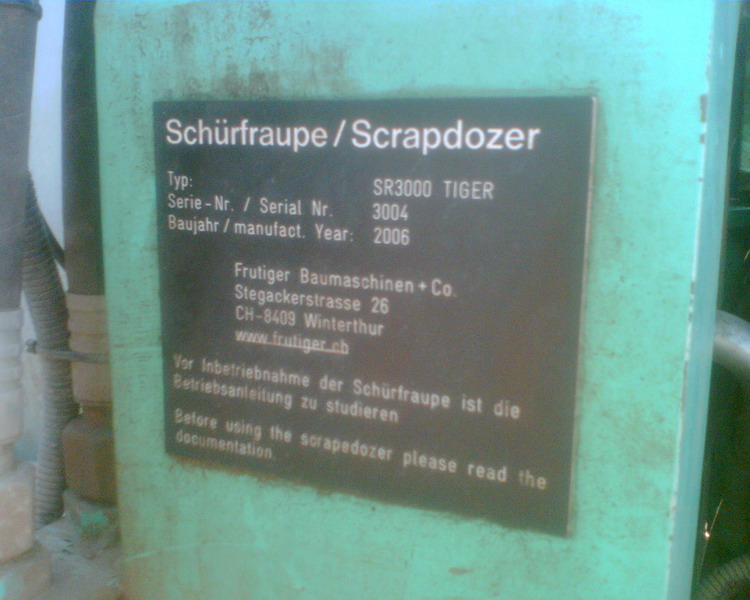 Schürfraupe / Scrapdozer
Typ: SR3000 TIGER
Serie-Nr. / Serial Nr. 3004
Baujahr / manufact. Year: 2006
Frutiger Baumaschinen + Co.
Stegackerstrasse 26
CH-8409 Winterthur
www.frutiger.ch
Vor Inbetriebnahme der Schürfraupe ist die
Betriebsanleitung zu studieren
Before using the scrapedozer please read the
documentation.